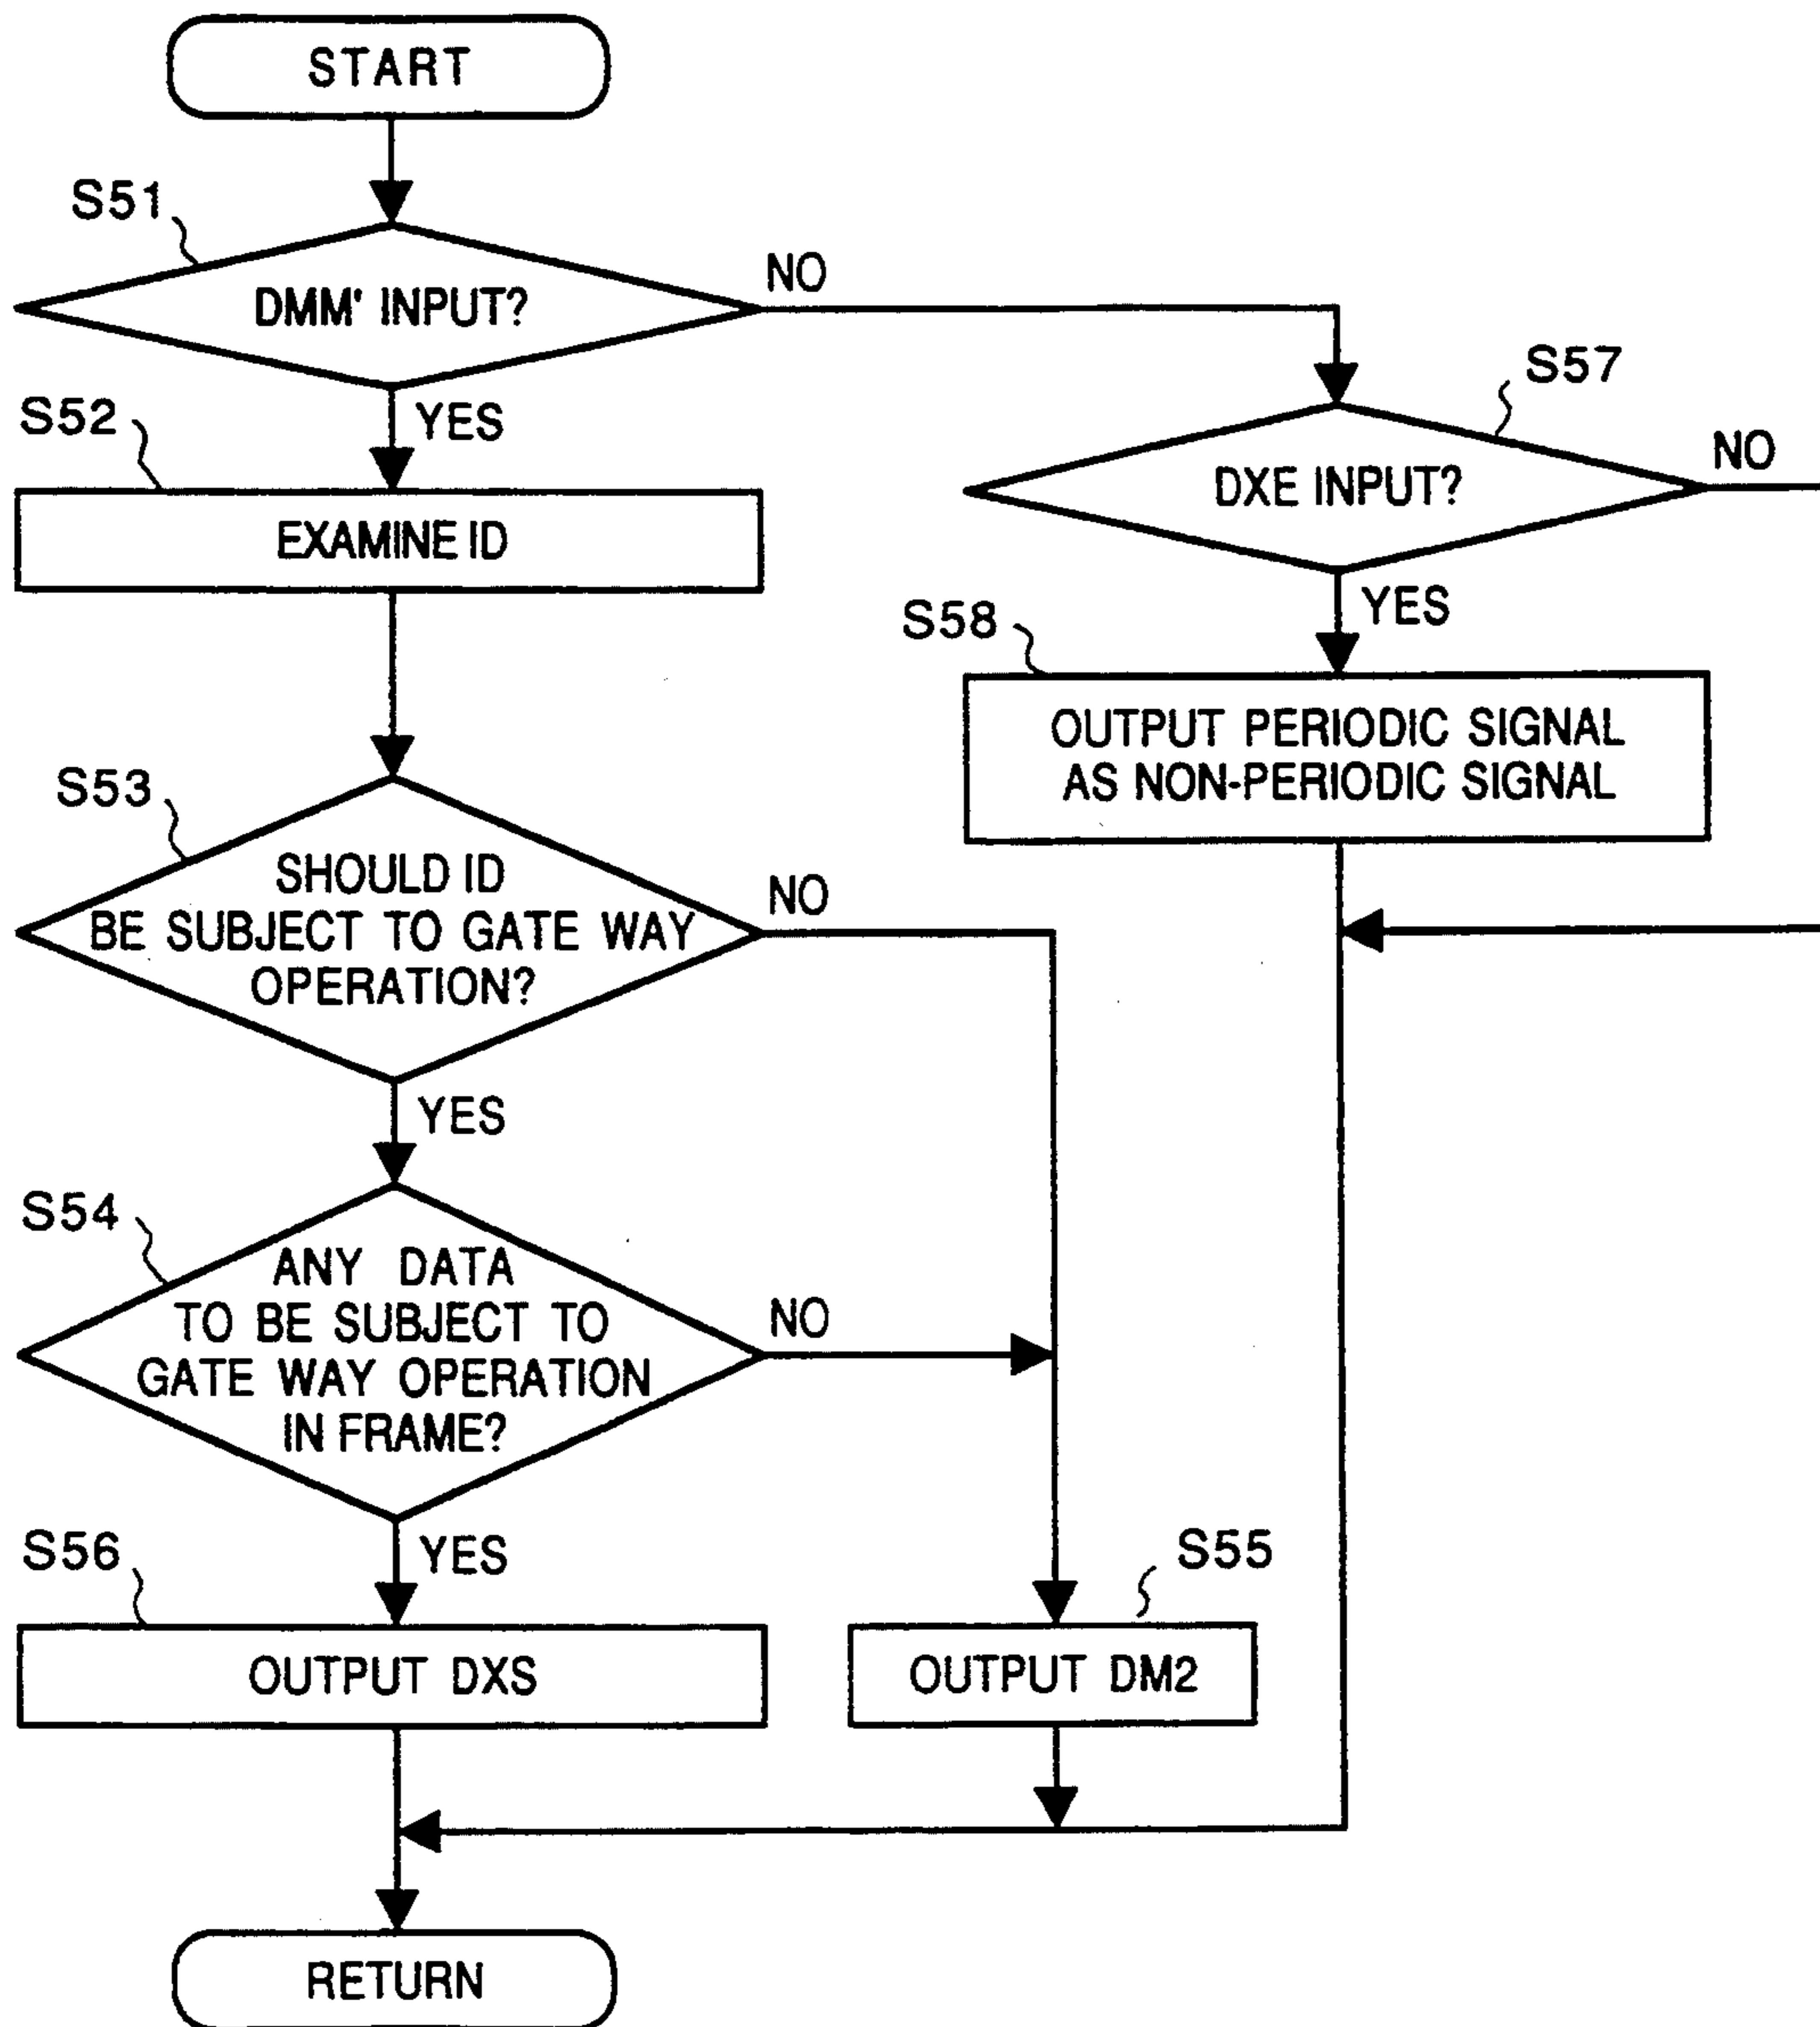 START
S51
DMM' INPUT?
NO
YES
S52
EXAMINE ID
S53
SHOULD ID
BE SUBJECT TO GATE WAY
OPERATION?
NO
YES
S54
ANY DATA
TO BE SUBJECT TO
GATE WAY OPERATION
IN FRAME?
NO
YES
S56
OUTPUT DXS
S55
OUTPUT DM2
S57
DXE INPUT?
NO
YES
S58
OUTPUT PERIODIC SIGNAL
AS NON-PERIODIC SIGNAL
RETURN